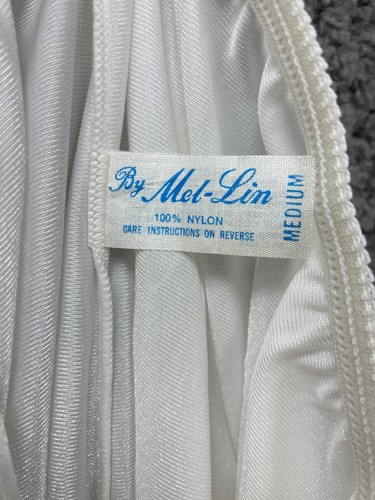 By Mel-Lin
100% NYLON
CARE INSTRUCTIONS ON REVERSE
MEDIUM